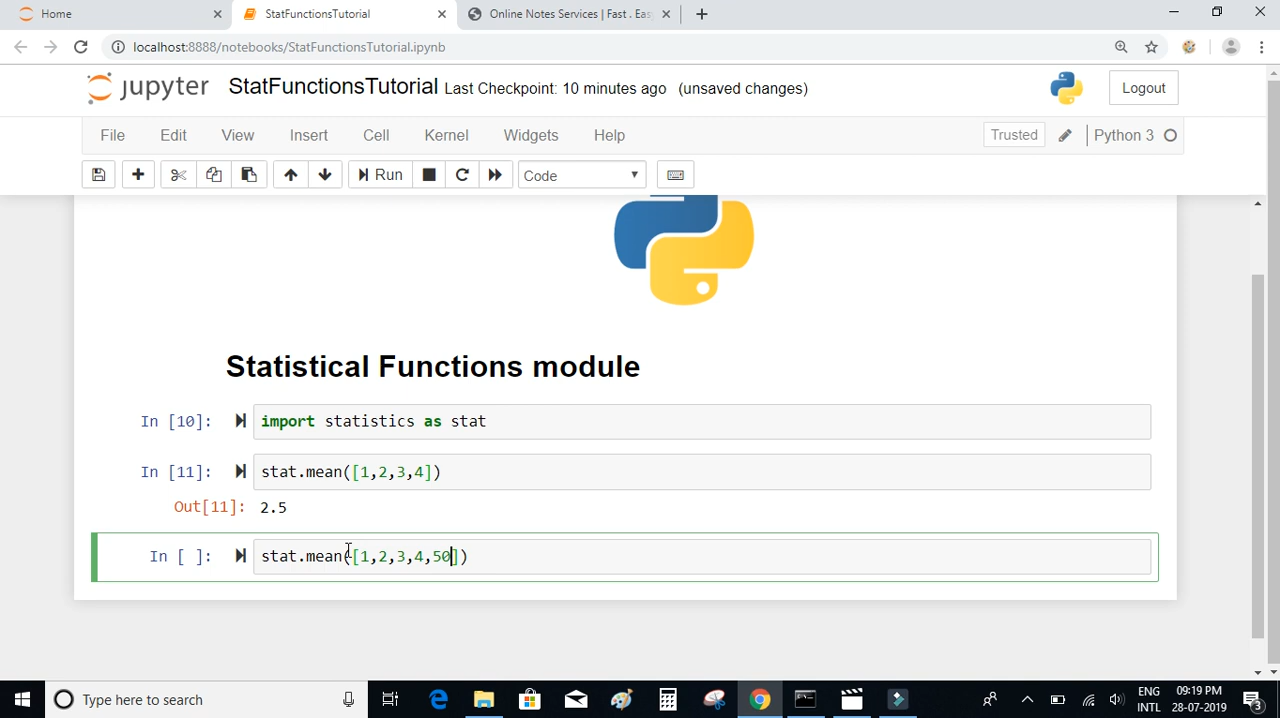 Home
StatFunctionsTutorial
Online Notes Services | Fast . Eas
localhost:8888/notebooks/StatFunctionsTutorial.ipynb
jupyter StatFunctionsTutorial Last Checkpoint: 10 minutes ago (unsaved changes)
Logout
File Edit View Insert Cell Kernel Widgets Help
Trusted Python 3
Run Code
Statistical Functions module
In [10]: import statistics as stat
In [11]: stat.mean([1,2,3,4])
Out[11]: 2.5
In [ ]: stat.mean([1,2,3,4,50])
Type here to search
ENG 09:19 PM
INTL 28-07-2019
3